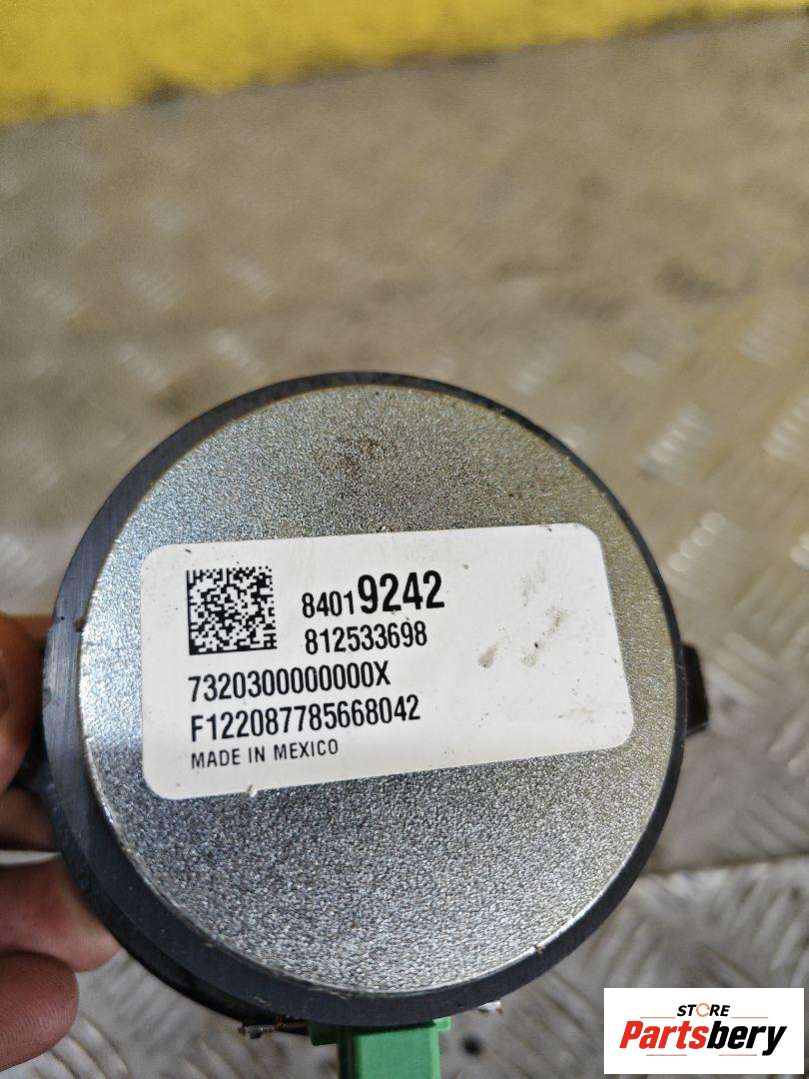 84019242
812533698
7320300000000X
F122087785668042
MADE IN MEXICO
STORE
Partsbery